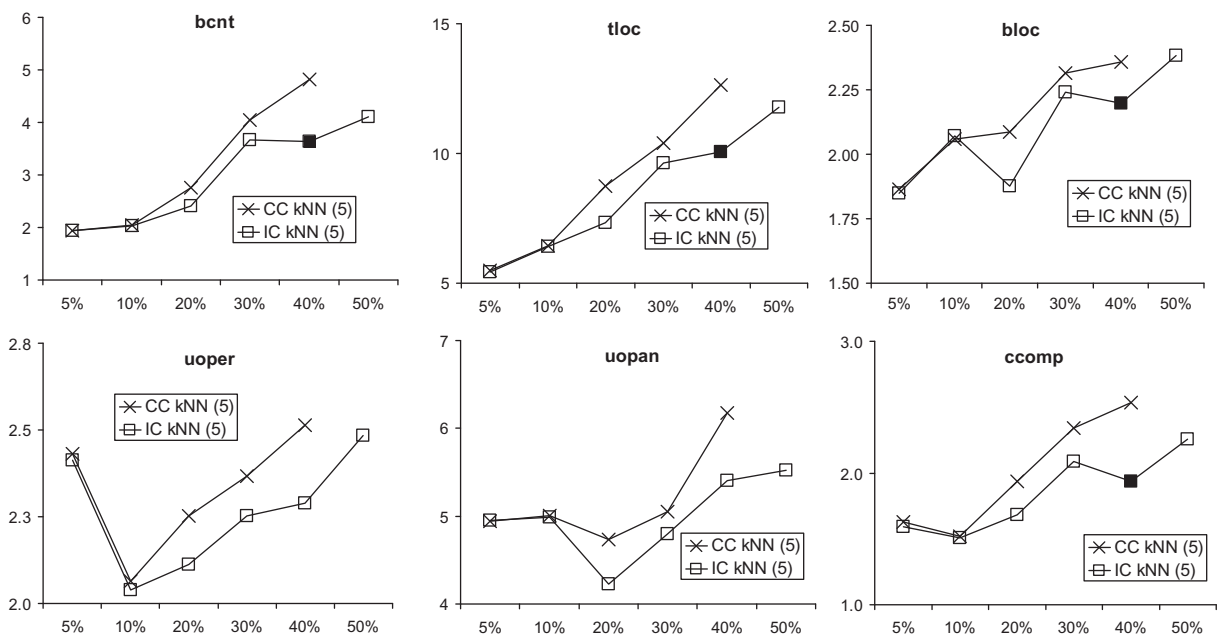 bcnt
6
5
4
3
2
1
CC kNN (5)
IC kNN (5)
5% 10% 20% 30% 40% 50%
tloc
15
10
5
CC kNN (5)
IC kNN (5)
5% 10% 20% 30% 40% 50%
bloc
2.50
2.25
2.00
1.75
1.50
CC kNN (5)
IC kNN (5)
5% 10% 20% 30% 40% 50%
uoper
2.8
2.5
2.3
2.0
CC kNN (5)
IC kNN (5)
5% 10% 20% 30% 40% 50%
uopan
7
6
5
4
CC kNN (5)
IC kNN (5)
5% 10% 20% 30% 40% 50%
ccomp
3.0
2.0
1.0
CC kNN (5)
IC kNN (5)
5% 10% 20% 30% 40% 50%